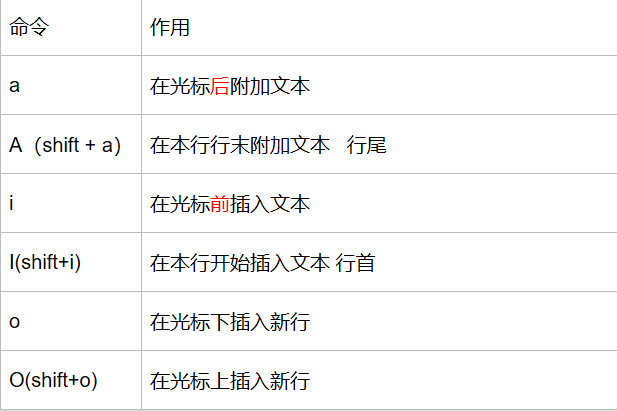 命令 作用
a 在光标后附加文本
A（shift + a） 在本行行末附加文本 行尾
i 在光标前插入文本
I(shift+i) 在本行开始插入文本 行首
o 在光标下插入新行
O(shift+o) 在光标上插入新行